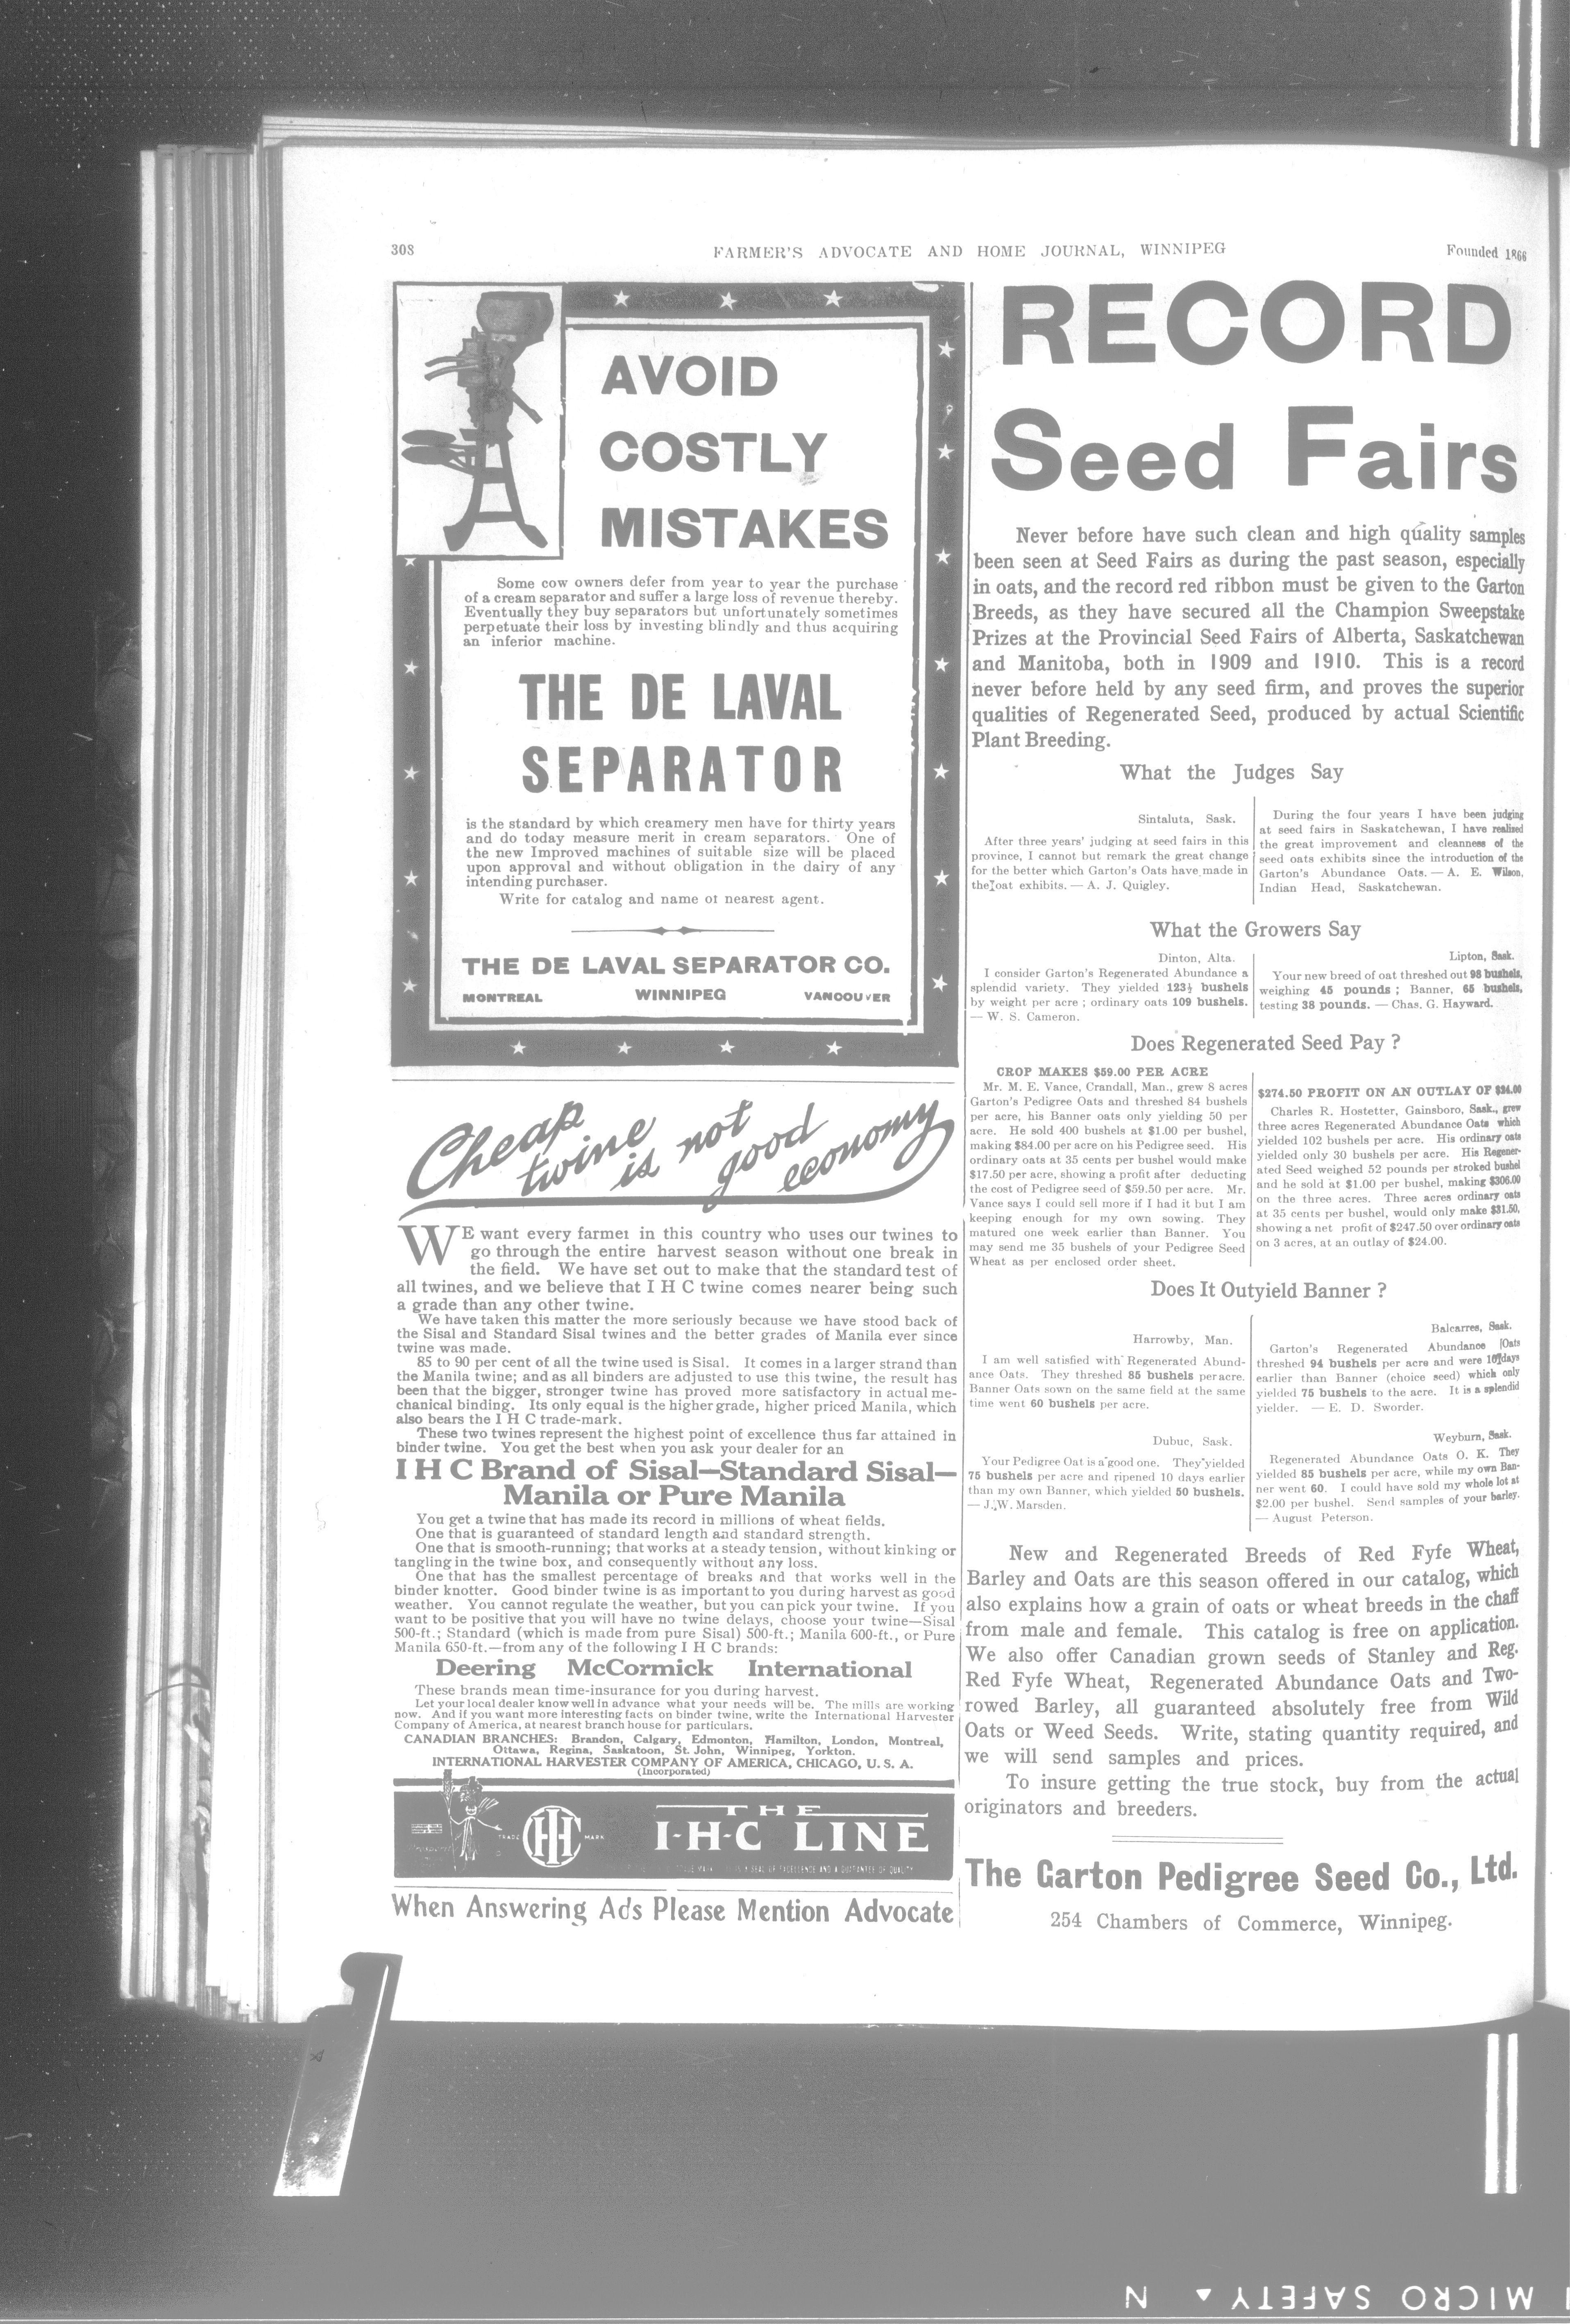 308
FARMER'S ADVOCATE AND HOME JOURNAL, WINNIPEG
Founded 1866
AVOID
COSTLY
MISTAKES
Some cow owners defer from year to year the purchase
of a cream separator and suffer a large loss of revenue thereby.
Eventually they buy separators but unfortunately sometimes
perpetuate their loss by investing blindly and thus acquiring
an inferior machine.
THE DE LAVAL
SEPARATOR
is the standard by which creamery men have for thirty years
and do today measure merit in cream separators. One of
the new Improved machines of suitable size will be placed
upon approval and without obligation in the dairy of any
intending purchaser.
Write for catalog and name of nearest agent.
THE DE LAVAL SEPARATOR CO.
MONTREAL WINNIPEG VANCOUVER
Cheap
twine
is not
good
economy
WE want every farmer in this country who uses our twines to
go through the entire harvest season without one break in
the field. We have set out to make that the standard test of
all twines, and we believe that I H C twine comes nearer being such
a grade than any other twine.
We have taken this matter the more seriously because we have stood back of
the Sisal and Standard Sisal twines and the better grades of Manila ever since
twine was made.
85 to 90 per cent of all the twine used is Sisal. It comes in a larger strand than
the Manila twine; and as all binders are adjusted to use this twine, the result has
been that the bigger, stronger twine has proved more satisfactory in actual me-
chanical binding. Its only equal is the higher grade, higher priced Manila, which
also bears the I H C trade-mark.
These two twines represent the highest point of excellence thus far attained in
binder twine. You get the best when you ask your dealer for an
I H C Brand of Sisal—Standard Sisal—
Manila or Pure Manila
You get a twine that has made its record in millions of wheat fields.
One that is guaranteed of standard length and standard strength.
One that is smooth-running; that works at a steady tension, without kinking or
tangling in the twine box, and consequently without any loss.
One that has the smallest percentage of breaks and that works well in the
binder knotter. Good binder twine is as important to you during harvest as good
weather. You cannot regulate the weather, but you can pick your twine. If you
want to be positive that you will have no twine delays, choose your twine—Sisal
500-ft.; Standard (which is made from pure Sisal) 500-ft.; Manila 600-ft., or Pure
Manila 650-ft.—from any of the following I H C brands:
Deering McCormick International
These brands mean time-insurance for you during harvest.
Let your local dealer know well in advance what your needs will be. The mills are working
now. And if you want more interesting facts on binder twine, write the International Harvester
Company of America, at nearest branch house for particulars.
CANADIAN BRANCHES: Brandon, Calgary, Edmonton, Hamilton, London, Montreal,
Ottawa, Regina, Saskatoon, St. John, Winnipeg, Yorkton.
INTERNATIONAL HARVESTER COMPANY OF AMERICA, CHICAGO, U. S. A.
(Incorporated)
TRADE IHC MARK
THE
I-H-C LINE
SEAL OF EXCELLENCE AND A GUARANTEE OF QUALITY
When Answering Ads Please Mention Advocate
RECORD
Seed Fairs
Never before have such clean and high quality samples
been seen at Seed Fairs as during the past season, especially
in oats, and the record red ribbon must be given to the Garton
Breeds, as they have secured all the Champion Sweepstake
Prizes at the Provincial Seed Fairs of Alberta, Saskatchewan
and Manitoba, both in 1909 and 1910. This is a record
never before held by any seed firm, and proves the superior
qualities of Regenerated Seed, produced by actual Scientific
Plant Breeding.
What the Judges Say
Sintaluta, Sask.
After three years' judging at seed fairs in this
province, I cannot but remark the great change
for the better which Garton's Oats have made in
the oat exhibits. — A. J. Quigley.
During the four years I have been judging
at seed fairs in Saskatchewan, I have realized
the great improvement and cleanness of the
seed oats exhibits since the introduction of the
Garton's Abundance Oats. — A. E. Wilson,
Indian Head, Saskatchewan.
What the Growers Say
Dinton, Alta.
I consider Garton's Regenerated Abundance a
splendid variety. They yielded 123½ bushels
by weight per acre ; ordinary oats 109 bushels.
— W. S. Cameron.
Lipton, Sask.
Your new breed of oat threshed out 98 bushels,
weighing 45 pounds ; Banner, 65 bushels,
testing 38 pounds. — Chas. G. Hayward.
Does Regenerated Seed Pay ?
CROP MAKES $59.00 PER ACRE
Mr. M. E. Vance, Crandall, Man., grew 8 acres
Garton's Pedigree Oats and threshed 84 bushels
per acre, his Banner oats only yielding 50 per
acre. He sold 400 bushels at $1.00 per bushel,
making $84.00 per acre on his Pedigree seed. His
ordinary oats at 35 cents per bushel would make
$17.50 per acre, showing a profit after deducting
the cost of Pedigree seed of $59.50 per acre. Mr.
Vance says I could sell more if I had it but I am
keeping enough for my own sowing. They
matured one week earlier than Banner. You
may send me 35 bushels of your Pedigree Seed
Wheat as per enclosed order sheet.
$274.50 PROFIT ON AN OUTLAY OF $24.00
Charles R. Hostetter, Gainsboro, Sask., grew
three acres Regenerated Abundance Oats which
yielded 102 bushels per acre. His ordinary oats
yielded only 30 bushels per acre. His Regener-
ated Seed weighed 52 pounds per stroked bushel
and he sold at $1.00 per bushel, making $306.00
on the three acres. Three acres ordinary oats
at 35 cents per bushel, would only make $31.50,
showing a net profit of $247.50 over ordinary oats
on 3 acres, at an outlay of $24.00.
Does It Outyield Banner ?
Harrowby, Man.
I am well satisfied with Regenerated Abund-
ance Oats. They threshed 85 bushels per acre.
Banner Oats sown on the same field at the same
time went 60 bushels per acre.
Balcarres, Sask.
Garton's Regenerated Abundance Oats
threshed 94 bushels per acre and were days
earlier than Banner (choice seed) which only
yielded 75 bushels to the acre. It is a splendid
yielder. — E. D. Sworder.
Dubuc, Sask.
Your Pedigree Oat is a good one. They yielded
75 bushels per acre and ripened 10 days earlier
than my own Banner, which yielded 50 bushels.
— J. W. Marsden.
Weyburn, Sask.
Regenerated Abundance Oats O. K. They
yielded 85 bushels per acre, while my own Ban-
ner went 60. I could have sold my whole lot at
$2.00 per bushel. Send samples of your barley.
— August Peterson.
New and Regenerated Breeds of Red Fyfe Wheat,
Barley and Oats are this season offered in our catalog, which
also explains how a grain of oats or wheat breeds in the chaff
from male and female. This catalog is free on application.
We also offer Canadian grown seeds of Stanley and Reg.
Red Fyfe Wheat, Regenerated Abundance Oats and Two-
rowed Barley, all guaranteed absolutely free from Wild
Oats or Weed Seeds. Write, stating quantity required, and
we will send samples and prices.
To insure getting the true stock, buy from the actual
originators and breeders.
The Garton Pedigree Seed Co., Ltd.
254 Chambers of Commerce, Winnipeg.
MICRO SAFETY ▲ N